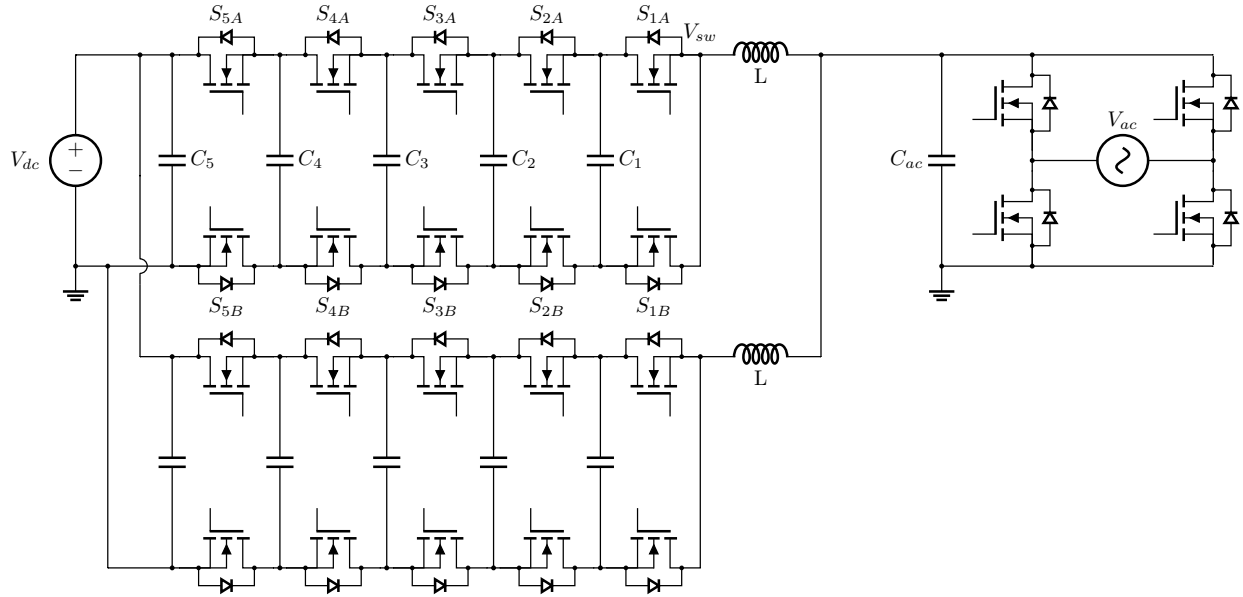 S5A S4A S3A S2A S1A
Vsw
L
Vdc + − C5 C4 C3 C2 C1 Cac Vac
S5B S4B S3B S2B S1B
L